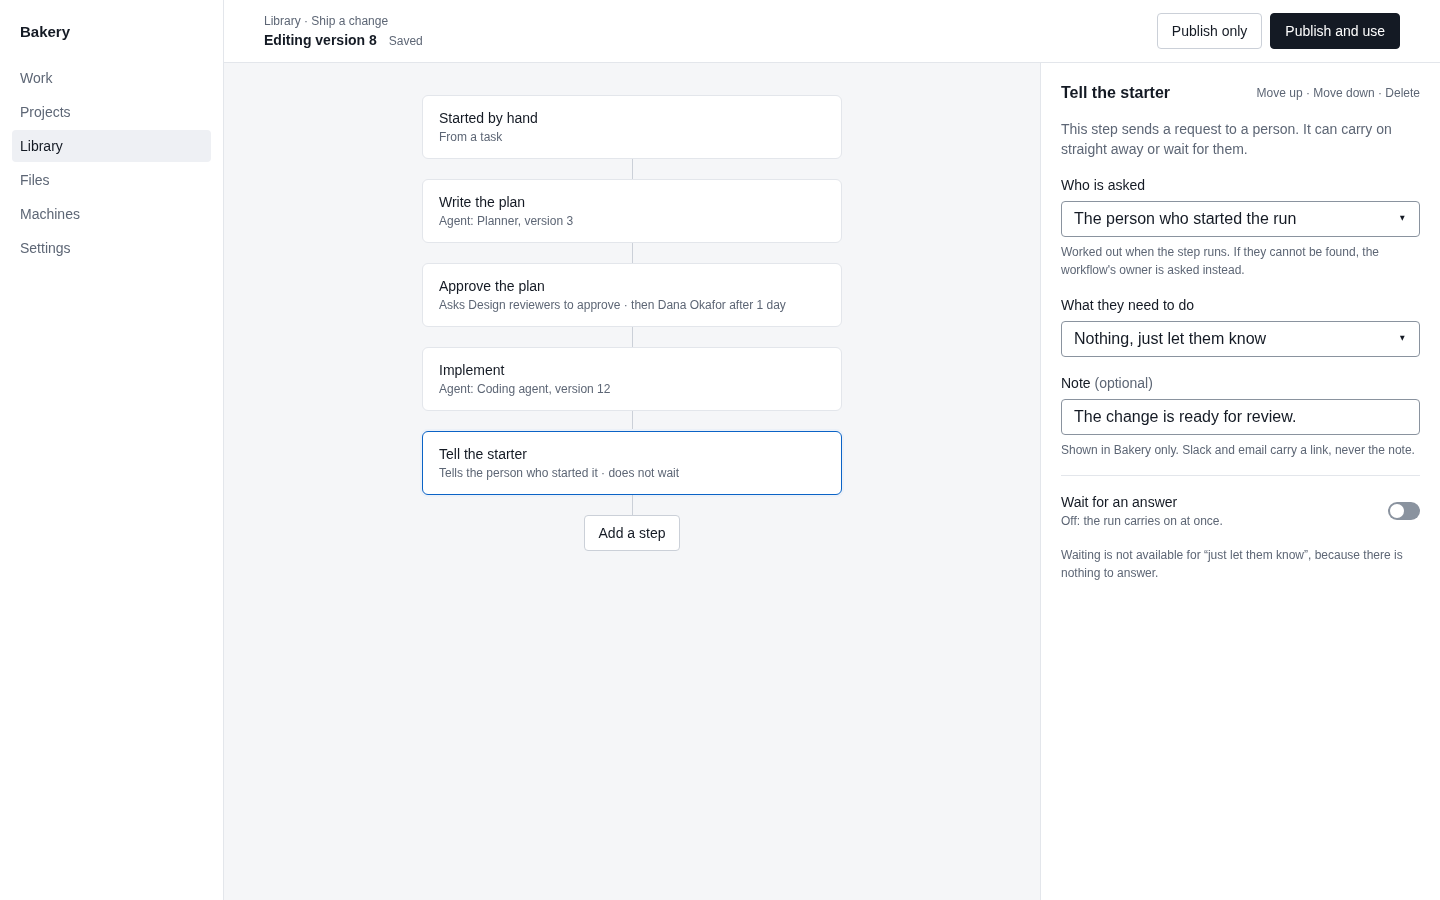 Bakery
Work
Projects
Library
Files
Machines
Settings
Library · Ship a change
Editing version 8 Saved
Publish only
Publish and use
Started by hand
From a task
Write the plan
Agent: Planner, version 3
Approve the plan
Asks Design reviewers to approve · then Dana Okafor after 1 day
Implement
Agent: Coding agent, version 12
Tell the starter
Tells the person who started it · does not wait
Add a step
Tell the starter
Move up · Move down · Delete
This step sends a request to a person. It can carry on
straight away or wait for them.
Who is asked
The person who started the run
Worked out when the step runs. If they cannot be found, the
workflow's owner is asked instead.
What they need to do
Nothing, just let them know
Note (optional)
The change is ready for review.
Shown in Bakery only. Slack and email carry a link, never the note.
Wait for an answer
Off: the run carries on at once.
Waiting is not available for “just let them know”, because there is
nothing to answer.